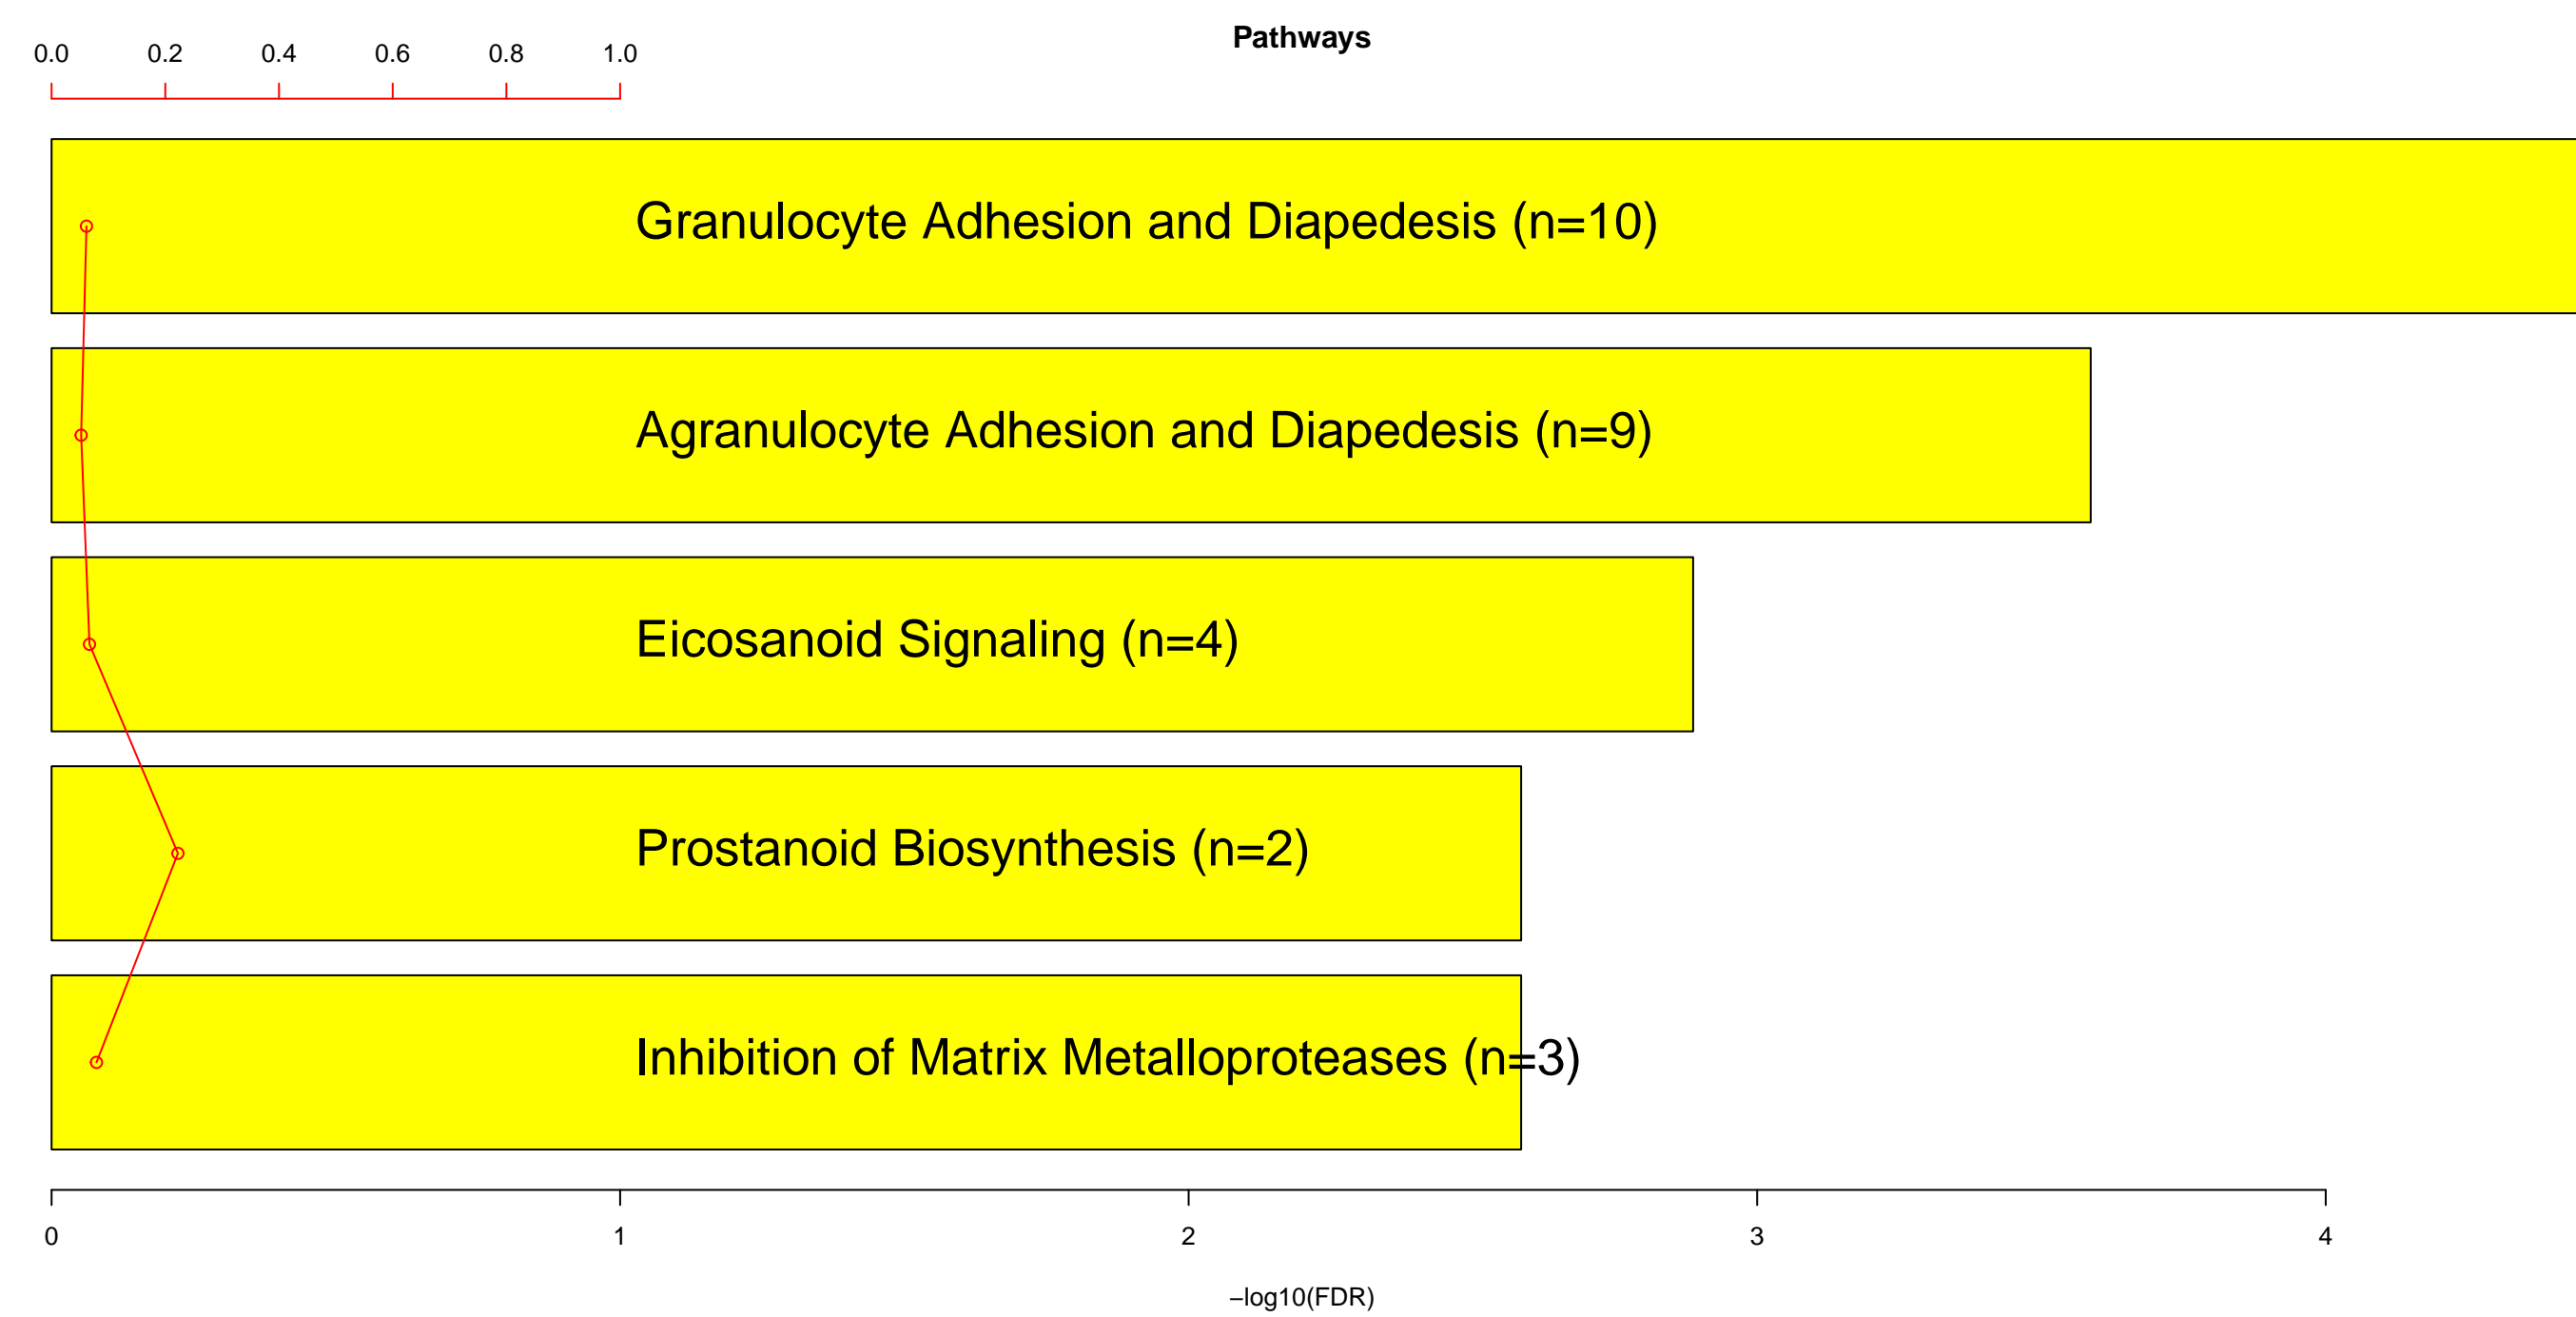 Pathways
0.0 0.2 0.4 0.6 0.8 1.0
Granulocyte Adhesion and Diapedesis (n=10)
Agranulocyte Adhesion and Diapedesis (n=9)
Eicosanoid Signaling (n=4)
Prostanoid Biosynthesis (n=2)
Inhibition of Matrix Metalloproteases (n=3)
0 1 2 3 4
−log10(FDR)